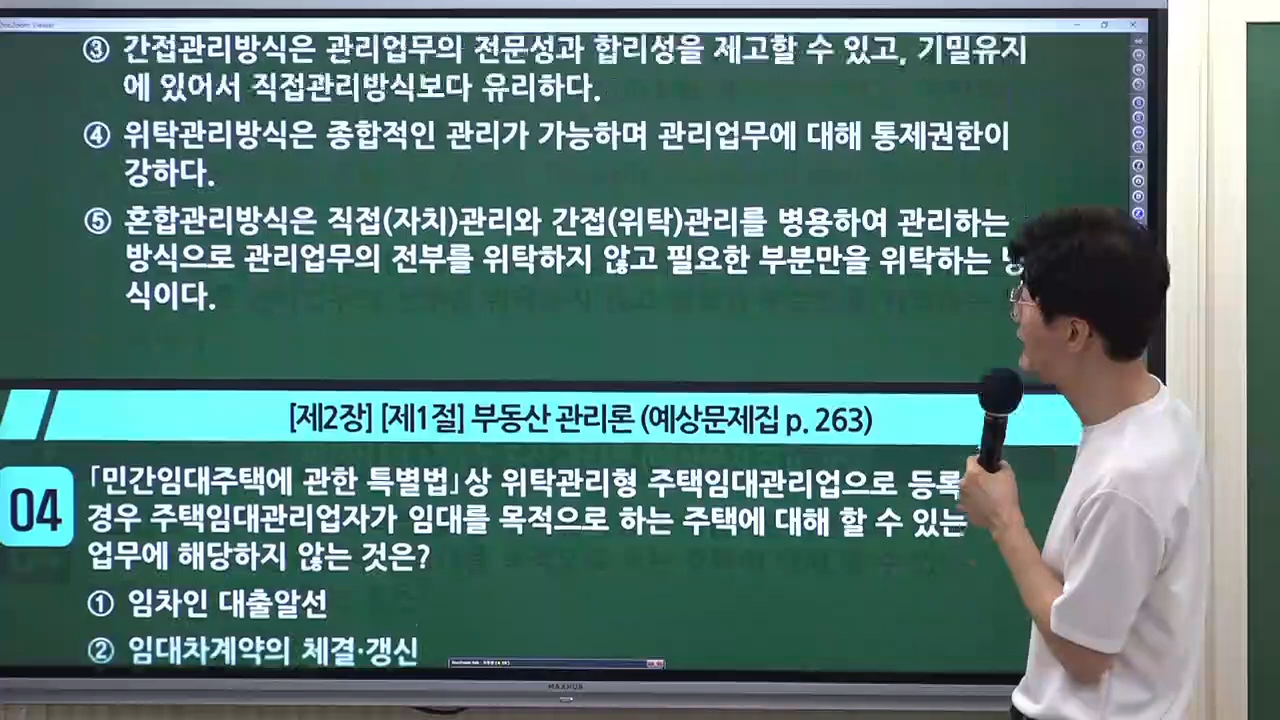 ③ 간접관리방식은 관리업무의 전문성과 합리성을 제고할 수 있고, 기밀유지
에 있어서 직접관리방식보다 유리하다.
④ 위탁관리방식은 종합적인 관리가 가능하며 관리업무에 대해 통제권한이
강하다.
⑤ 혼합관리방식은 직접(자치)관리와 간접(위탁)관리를 병용하여 관리하는
방식으로 관리업무의 전부를 위탁하지 않고 필요한 부분만을 위탁하는
식이다.
[제2장] [제1절] 부동산 관리론 (예상문제집 p. 263)
04 「민간임대주택에 관한 특별법」상 위탁관리형 주택임대관리업으로 등록
경우 주택임대관리업자가 임대를 목적으로 하는 주택에 대해 할 수 있는
업무에 해당하지 않는 것은?
① 임차인 대출알선
② 임대차계약의 체결·갱신
MAXHUB